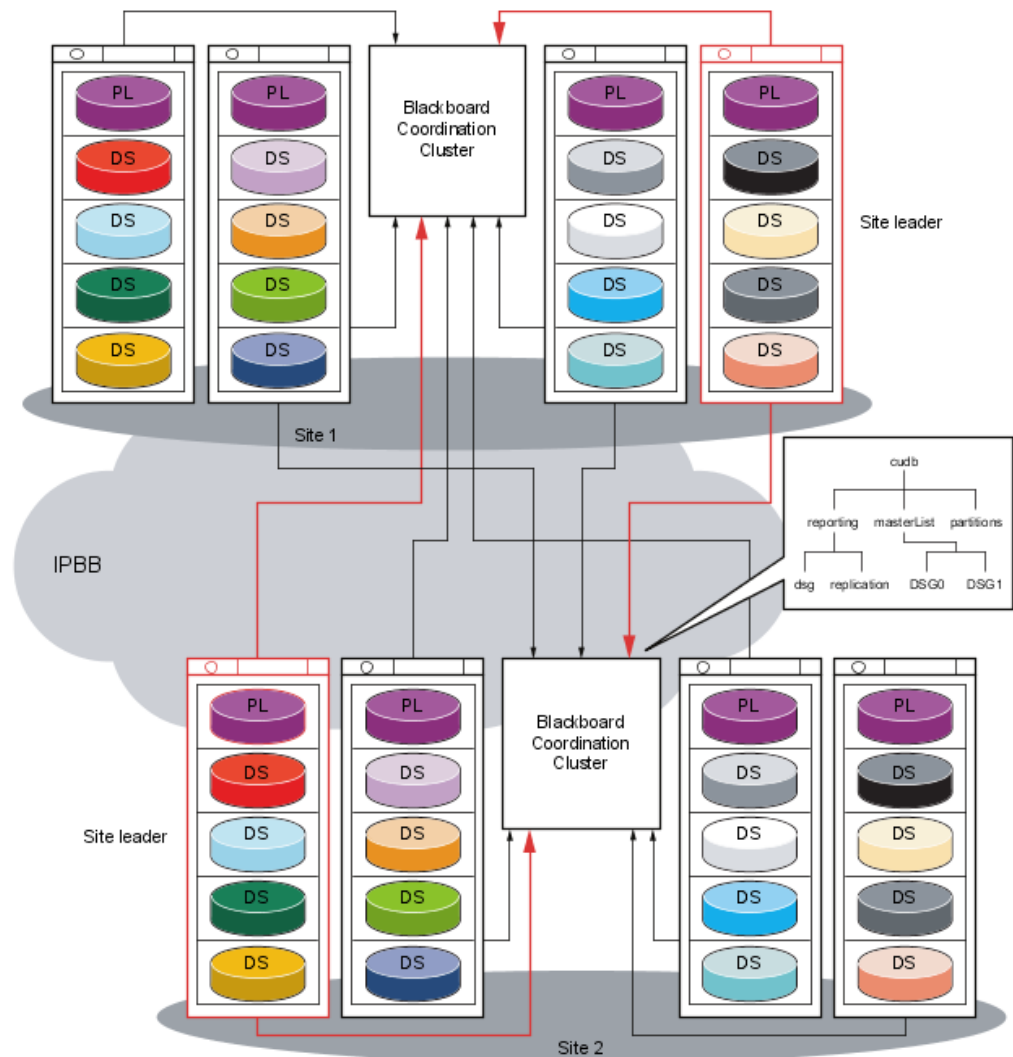 PL PL PL PL
Blackboard
Coordination
Cluster
DS DS DS DS
DS DS DS DS
Site leader
DS DS DS DS
DS DS DS DS
Site 1
cudb
reporting masterList partitions
dsg replication DSG0 DSG1
IPBB
PL PL PL PL
Blackboard
Coordination
Cluster
DS DS DS DS
Site leader
DS DS DS DS
DS DS DS DS
DS DS DS DS
Site 2